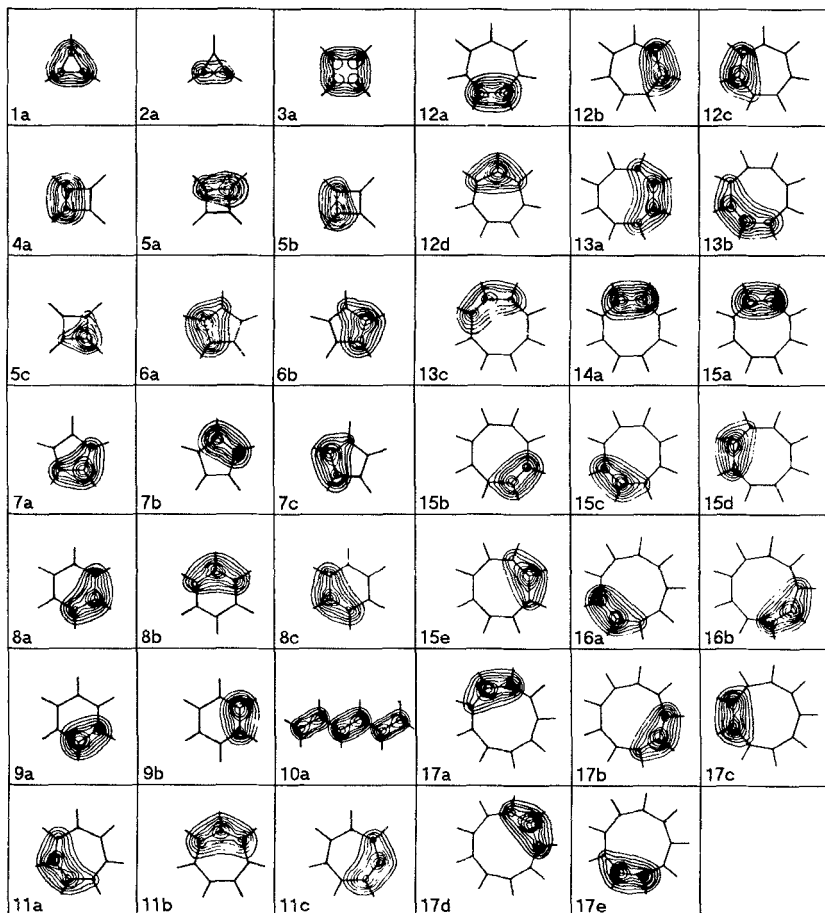 1a 2a 3a 12a 12b 12c
4a 5a 5b 12d 13a 13b
5c 6a 6b 13c 14a 15a
7a 7b 7c 15b 15c 15d
8a 8b 8c 15e 16a 16b
9a 9b 10a 17a 17b 17c
11a 11b 11c 17d 17e